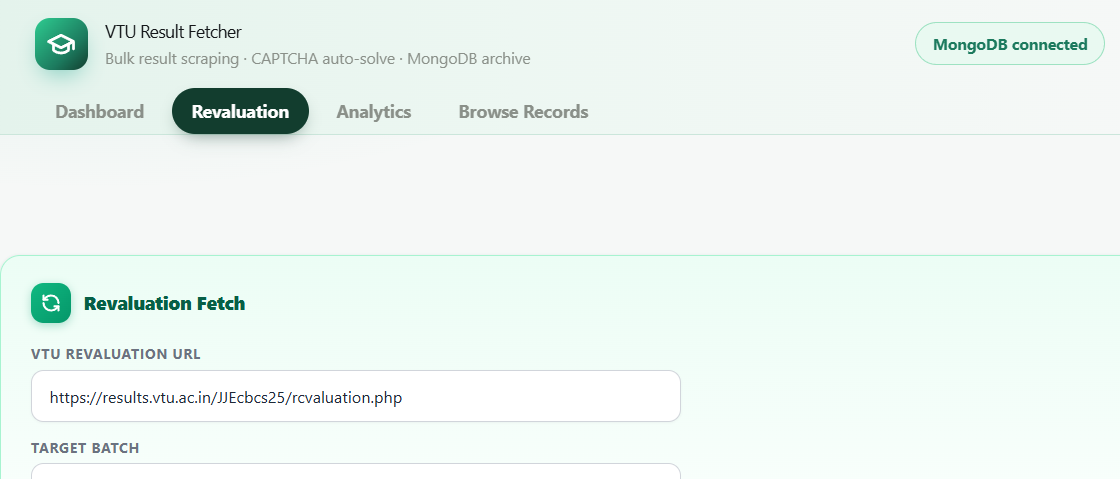 VTU Result Fetcher
Bulk result scraping · CAPTCHA auto-solve · MongoDB archive
MongoDB connected
Dashboard Revaluation Analytics Browse Records
Revaluation Fetch
VTU REVALUATION URL
https://results.vtu.ac.in/JJEcbcs25/rcvaluation.php
TARGET BATCH